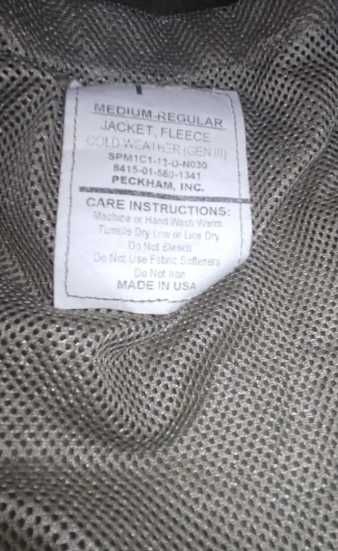 MEDIUM-REGULAR
JACKET, FLEECE
COLD WEATHER (GEN III)
SPM1C1-11-D-N030
8415-01-580-1341
PECKHAM, INC.
CARE INSTRUCTIONS:
Machine or Hand Wash Warm
Tumble Dry Low or Line Dry
Do Not Bleach
Do Not Use Fabric Softeners
Do Not Iron
MADE IN USA